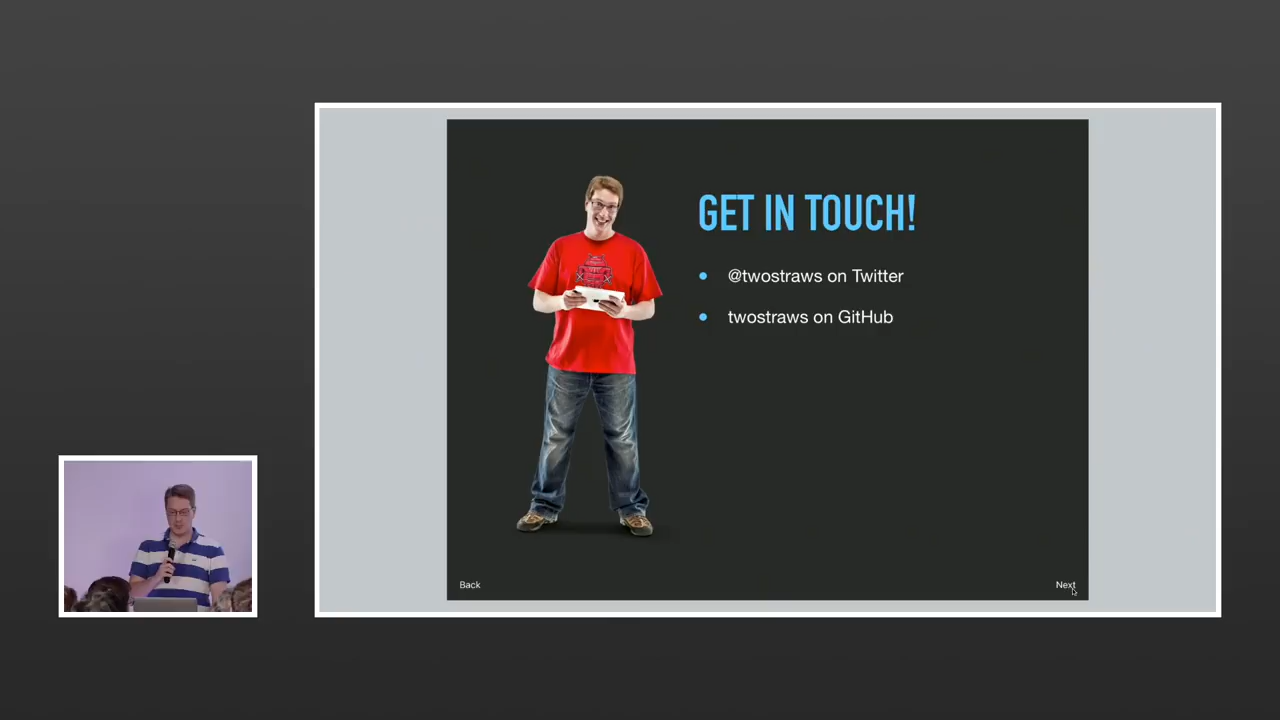 GET IN TOUCH!
@twostraws on Twitter
twostraws on GitHub
Back
Next